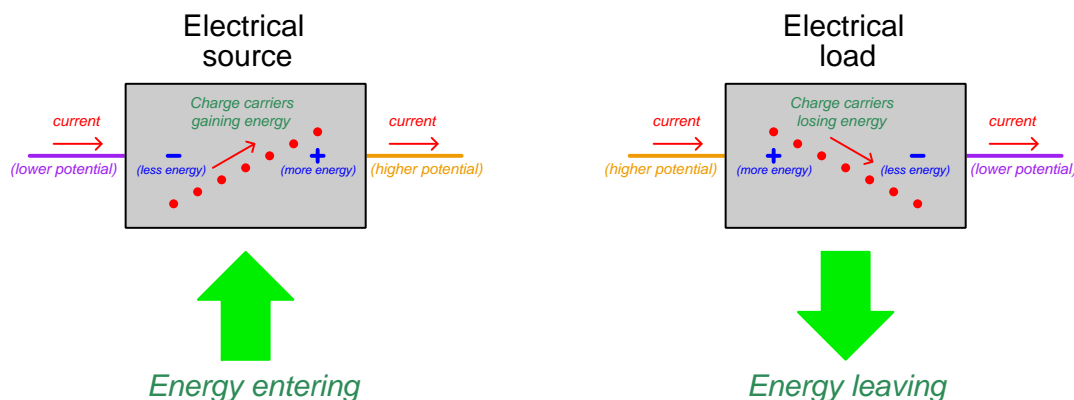 Electrical
source
Charge carriers
gaining energy
current
current
−
+
(lower potential)
(less energy)
(more energy)
(higher potential)
Energy entering
Electrical
load
Charge carriers
losing energy
current
current
+
−
(higher potential)
(more energy)
(less energy)
(lower potential)
Energy leaving